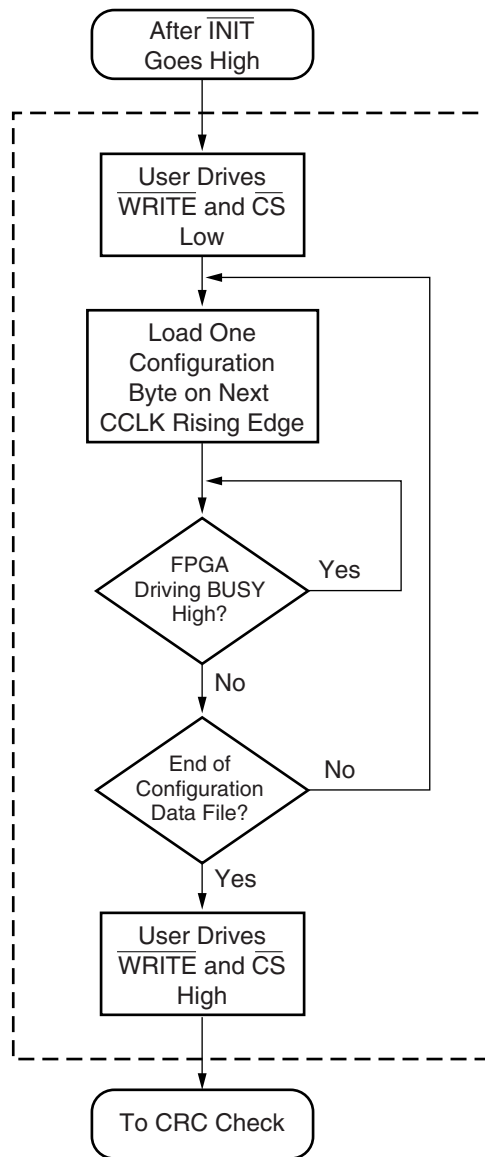 After INIT
Goes High
User Drives
WRITE and CS
Low
Load One
Configuration
Byte on Next
CCLK Rising Edge
FPGA
Driving BUSY
High?
Yes
No
End of
Configuration
Data File?
No
Yes
User Drives
WRITE and CS
High
To CRC Check